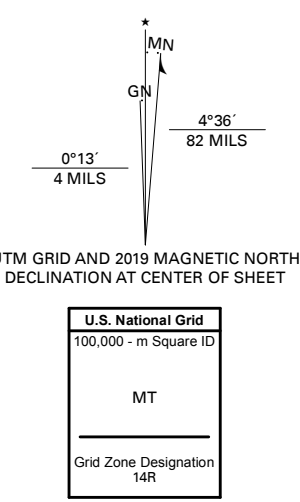 ★
MN
GN
4°36´
82 MILS
0°13´
4 MILS
UTM GRID AND 2019 MAGNETIC NORTH
DECLINATION AT CENTER OF SHEET
U.S. National Grid
100,000 - m Square ID
MT
Grid Zone Designation
14R